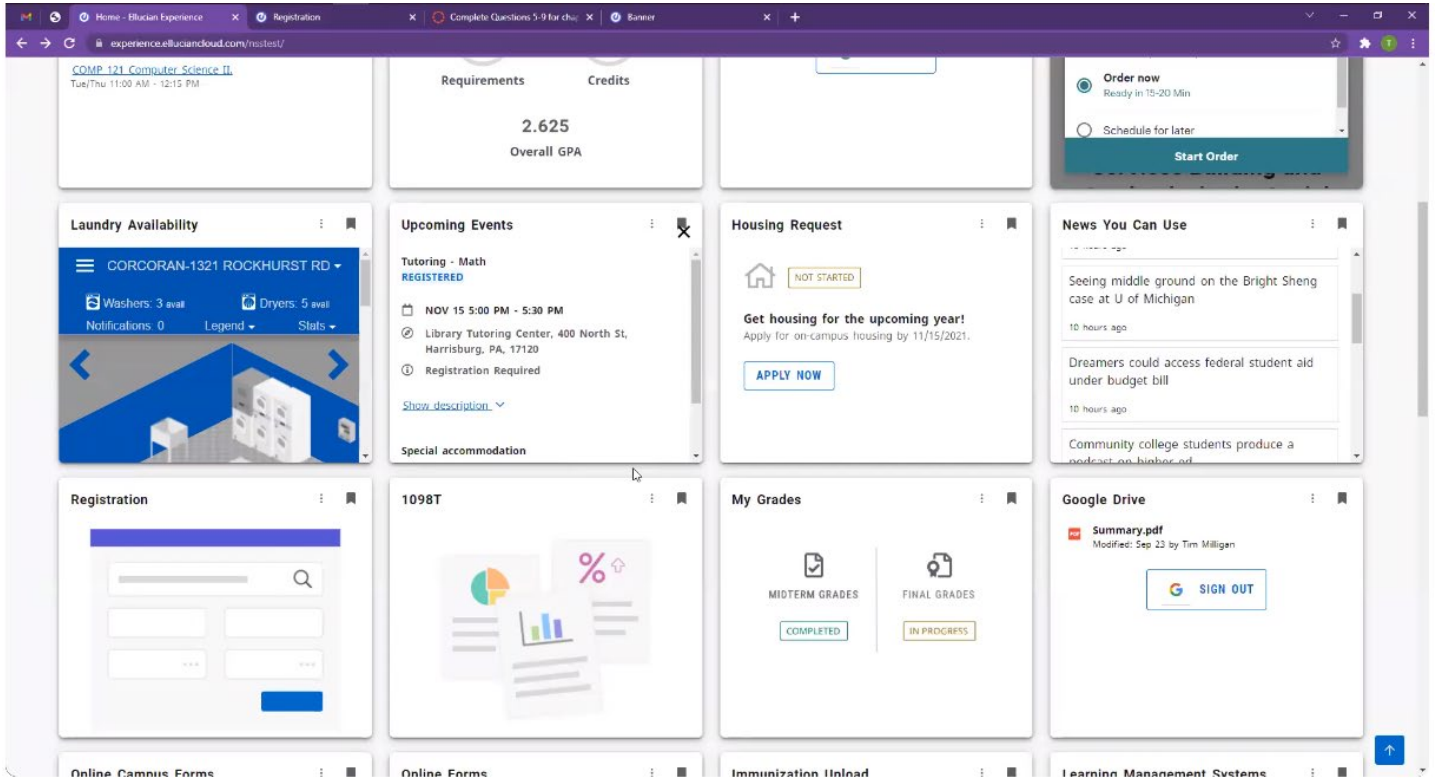 Home - Ellucian Experience
Registration
Complete Questions 5-9 for chap
Banner
experience.elluciancloud.com/nsstest/
T
COMP 121 Computer Science II.
Tue/Thu 11:00 AM - 12:15 PM
Requirements
Credits
2.625
Overall GPA
Order now
Ready in 15-20 Min
Schedule for later
Start Order
Laundry Availability
CORCORAN-1321 ROCKHURST RD
Washers: 3 avail
Dryers: 5 avail
Notifications: 0
Legend
Stats
Upcoming Events
Tutoring - Math
REGISTERED
NOV 15 5:00 PM - 5:30 PM
Library Tutoring Center, 400 North St,
Harrisburg, PA, 17120
Registration Required
Show description
Special accommodation
Housing Request
NOT STARTED
Get housing for the upcoming year!
Apply for on-campus housing by 11/15/2021.
APPLY NOW
News You Can Use
10 hours ago
Seeing middle ground on the Bright Sheng
case at U of Michigan
10 hours ago
Dreamers could access federal student aid
under budget bill
10 hours ago
Community college students produce a
podcast on higher ed
Registration
1098T
%
My Grades
MIDTERM GRADES
COMPLETED
FINAL GRADES
IN PROGRESS
Google Drive
PDF
Summary.pdf
Modified: Sep 23 by Tim Milligan
G SIGN OUT
Online Campus Forms
Online Forms
Immunization Upload
Learning Management Systems